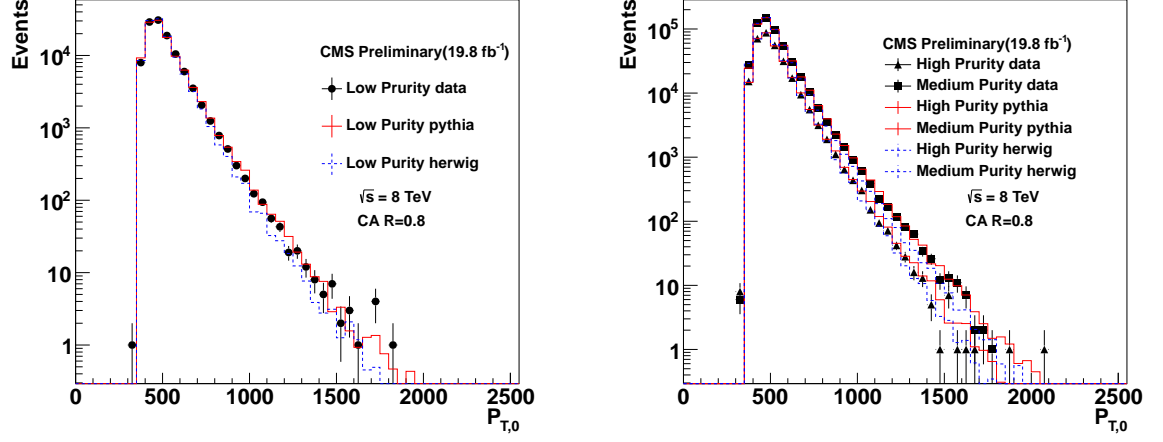 Events
10⁴
10³
10²
10
1
CMS Preliminary(19.8 fb⁻¹)
Low Prurity data
Low Purity pythia
Low Purity herwig
√s = 8 TeV
CA R=0.8
0 500 1000 1500 2000 2500
P_T,0
Events
10⁵
10⁴
10³
10²
10
1
CMS Preliminary(19.8 fb⁻¹)
High Prurity data
Medium Purity data
High Purity pythia
Medium Purity pythia
High Purity herwig
Medium Purity herwig
√s = 8 TeV
CA R=0.8
0 500 1000 1500 2000 2500
P_T,0